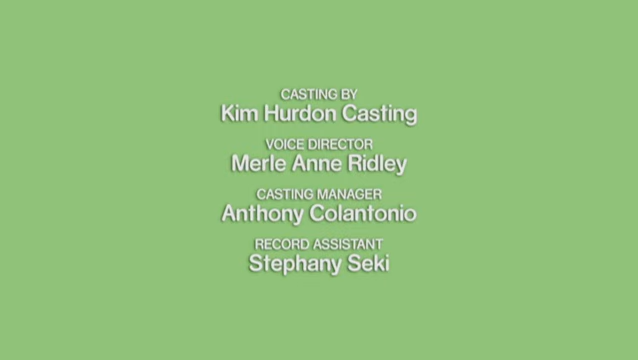 CASTING BY
Kim Hurdon Casting
VOICE DIRECTOR
Merle Anne Ridley
CASTING MANAGER
Anthony Colantonio
RECORD ASSISTANT
Stephany Seki